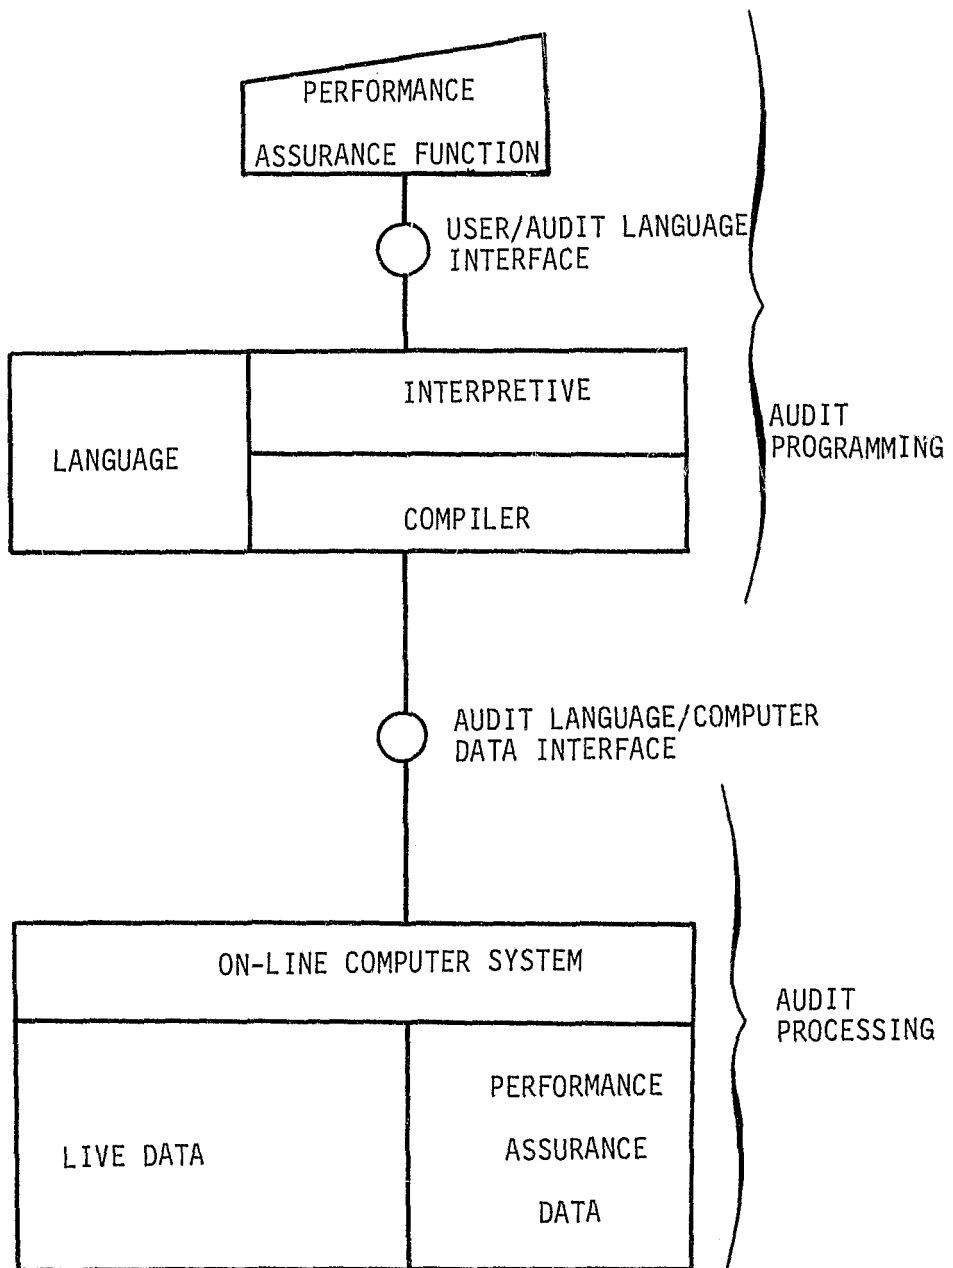 PERFORMANCE
ASSURANCE FUNCTION
USER/AUDIT LANGUAGE
INTERFACE
INTERPRETIVE
LANGUAGE
COMPILER
AUDIT
PROGRAMMING
AUDIT LANGUAGE/COMPUTER
DATA INTERFACE
ON-LINE COMPUTER SYSTEM
LIVE DATA
PERFORMANCE
ASSURANCE
DATA
AUDIT
PROCESSING